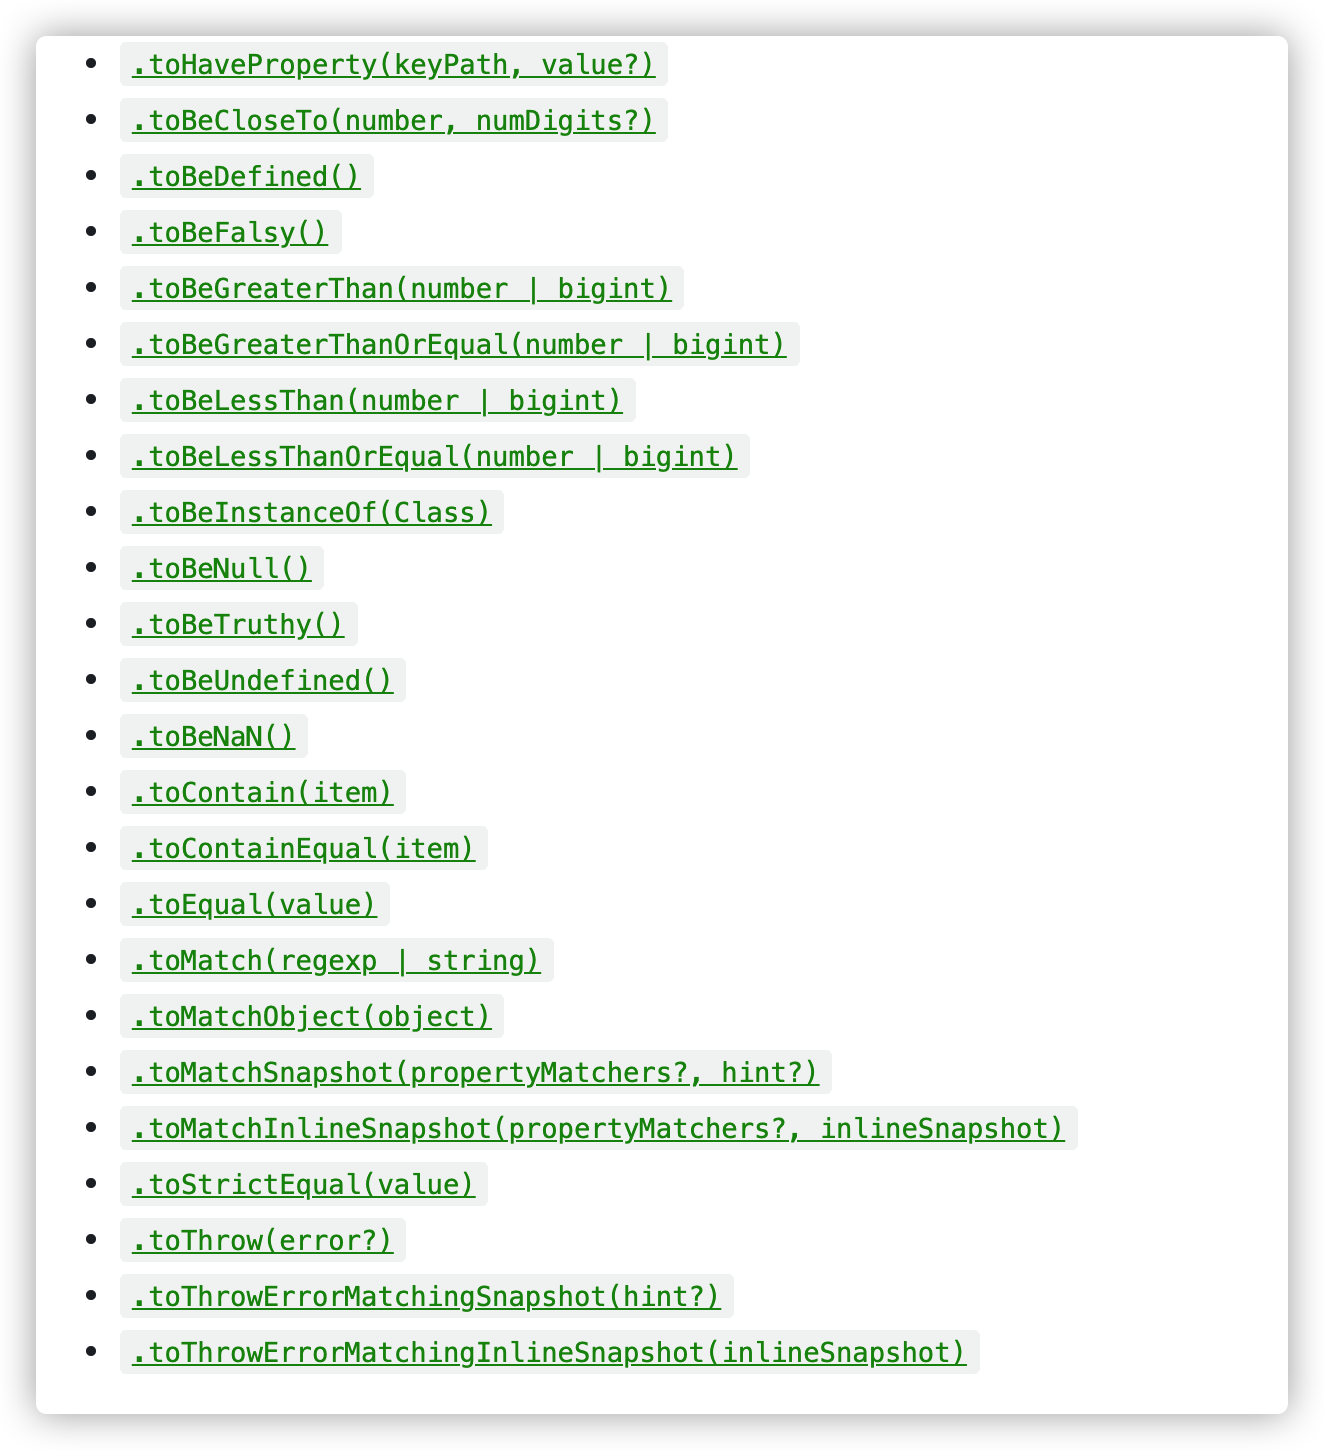 .toHaveProperty(keyPath, value?)
.toBeCloseTo(number, numDigits?)
.toBeDefined()
.toBeFalsy()
.toBeGreaterThan(number | bigint)
.toBeGreaterThanOrEqual(number | bigint)
.toBeLessThan(number | bigint)
.toBeLessThanOrEqual(number | bigint)
.toBeInstanceOf(Class)
.toBeNull()
.toBeTruthy()
.toBeUndefined()
.toBeNaN()
.toContain(item)
.toContainEqual(item)
.toEqual(value)
.toMatch(regexp | string)
.toMatchObject(object)
.toMatchSnapshot(propertyMatchers?, hint?)
.toMatchInlineSnapshot(propertyMatchers?, inlineSnapshot)
.toStrictEqual(value)
.toThrow(error?)
.toThrowErrorMatchingSnapshot(hint?)
.toThrowErrorMatchingInlineSnapshot(inlineSnapshot)